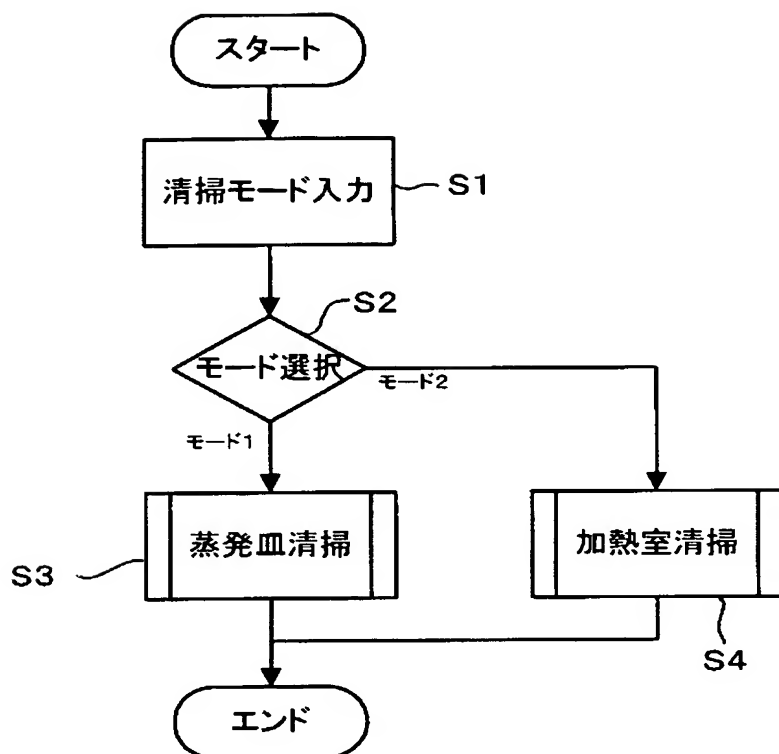 スタート
清掃モード入力
S1
S2
モード選択
モード2
モード1
蒸発皿清掃
加熱室清掃
S3
S4
エンド